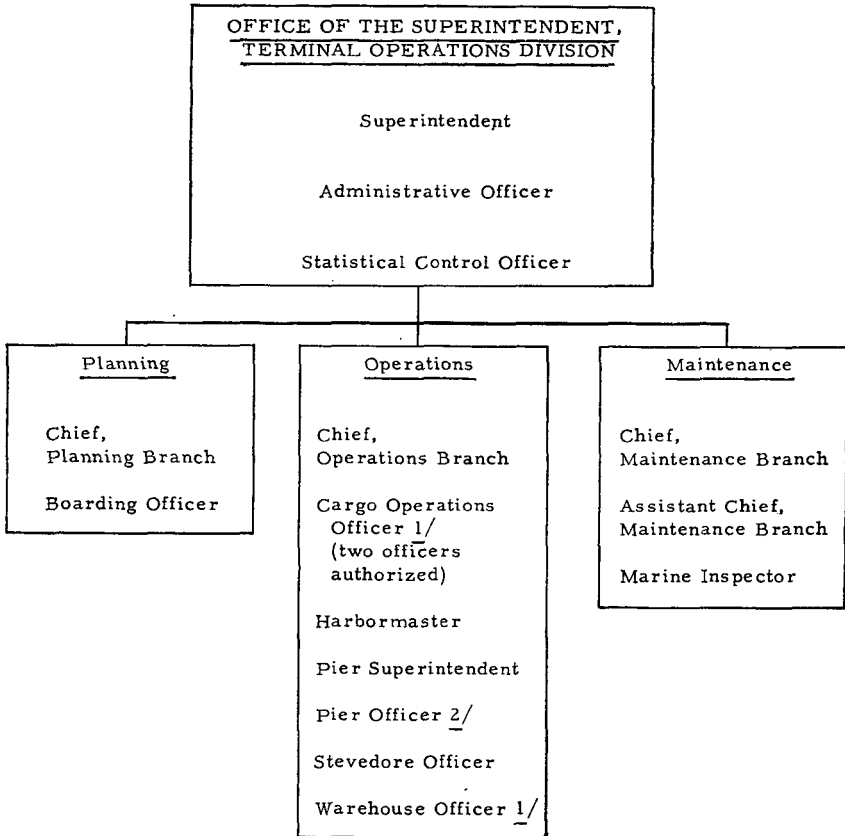 OFFICE OF THE SUPERINTENDENT,
TERMINAL OPERATIONS DIVISION
Superintendent
Administrative Officer
Statistical Control Officer
Planning
Chief,
Planning Branch
Boarding Officer
Operations
Chief,
Operations Branch
Cargo Operations
Officer 1/
(two officers
authorized)
Harbormaster
Pier Superintendent
Pier Officer 2/
Stevedore Officer
Warehouse Officer 1/
Maintenance
Chief,
Maintenance Branch
Assistant Chief,
Maintenance Branch
Marine Inspector